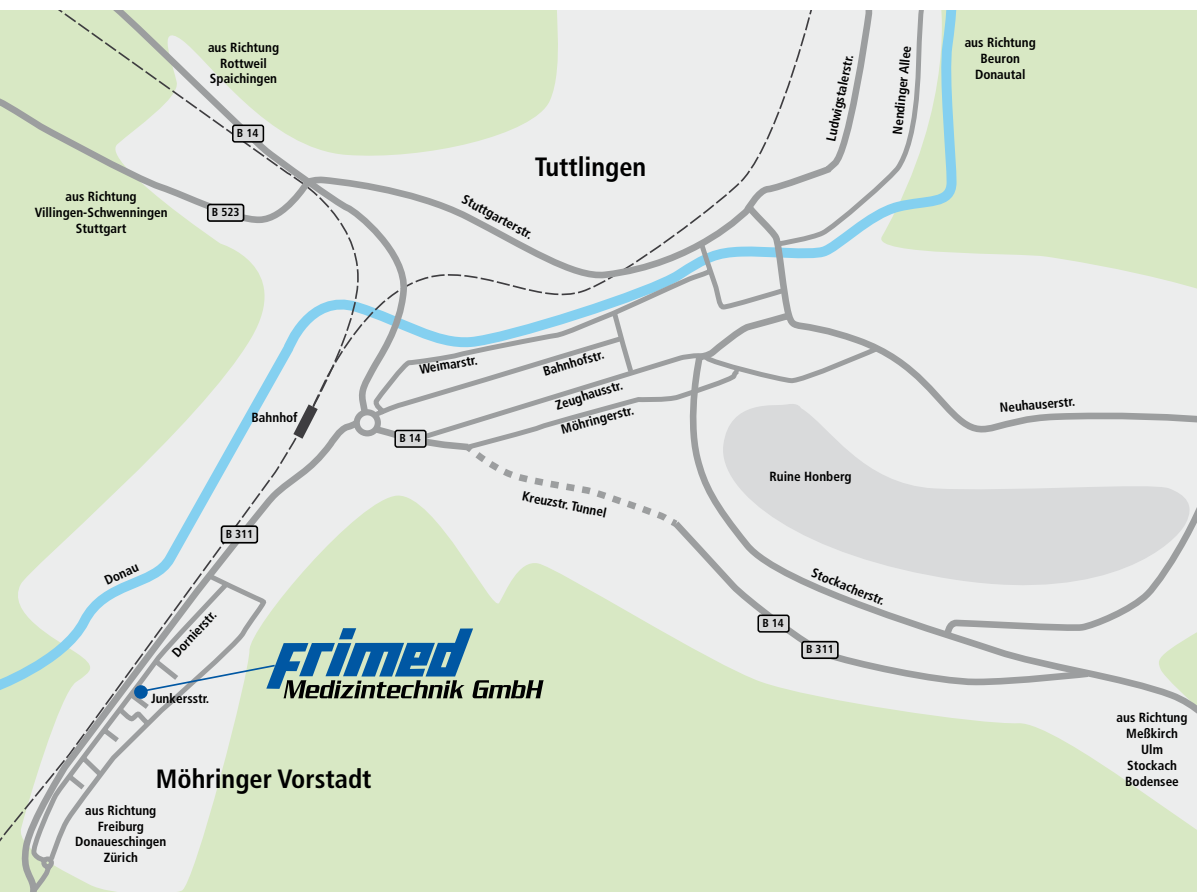 aus Richtung
Rottweil
Spaichingen
aus Richtung
Beuron
Donautal
Ludwigstalerstr.
Nendinger Allee
B 14
Tuttlingen
aus Richtung
Villingen-Schwenningen
Stuttgart
B 523
Stuttgarterstr.
Weimarstr.
Bahnhofstr.
Zeughausstr.
Möhringerstr.
Neuhauserstr.
Bahnhof
B 14
Ruine Honberg
Kreuzstr. Tunnel
B 311
Donau
Stockacherstr.
Dornierstr.
B 14
B 311
frimed
Medizintechnik GmbH
Junkersstr.
aus Richtung
Meßkirch
Ulm
Stockach
Bodensee
Möhringer Vorstadt
aus Richtung
Freiburg
Donaueschingen
Zürich